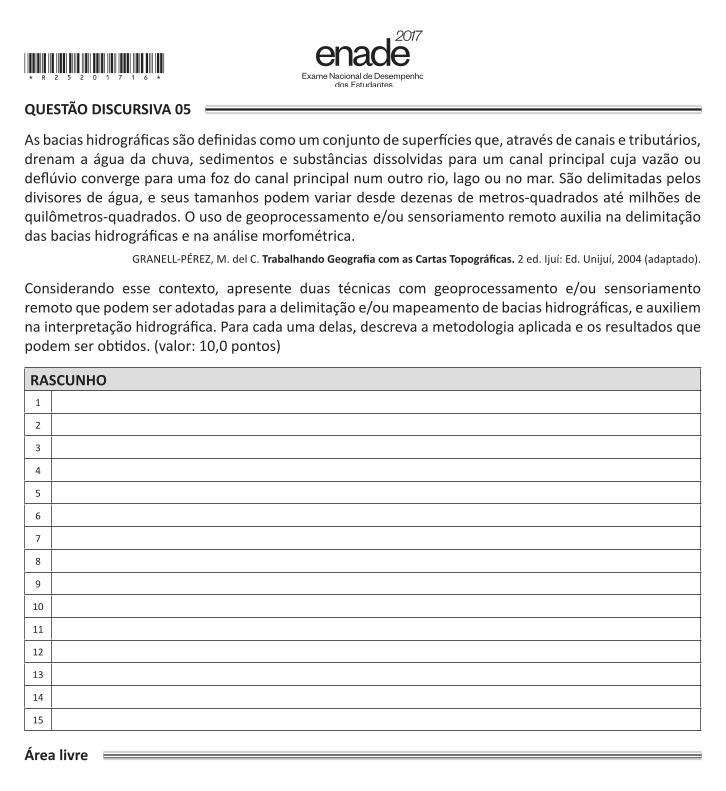 2017
enade
Exame Nacional de Desempenho
dos Estudantes
* R 2 5 2 0 1 7 1 6 *
QUESTÃO DISCURSIVA 05
As bacias hidrográficas são definidas como um conjunto de superfícies que, através de canais e tributários,
drenam a água da chuva, sedimentos e substâncias dissolvidas para um canal principal cuja vazão ou
deflúvio converge para uma foz do canal principal num outro rio, lago ou no mar. São delimitadas pelos
divisores de água, e seus tamanhos podem variar desde dezenas de metros-quadrados até milhões de
quilômetros-quadrados. O uso de geoprocessamento e/ou sensoriamento remoto auxilia na delimitação
das bacias hidrográficas e na análise morfométrica.
GRANELL-PÉREZ, M. del C. Trabalhando Geografia com as Cartas Topográficas. 2 ed. Ijuí: Ed. Unijuí, 2004 (adaptado).
Considerando esse contexto, apresente duas técnicas com geoprocessamento e/ou sensoriamento
remoto que podem ser adotadas para a delimitação e/ou mapeamento de bacias hidrográficas, e auxiliem
na interpretação hidrográfica. Para cada uma delas, descreva a metodologia aplicada e os resultados que
podem ser obtidos. (valor: 10,0 pontos)
RASCUNHO
1
2
3
4
5
6
7
8
9
10
11
12
13
14
15
Área livre